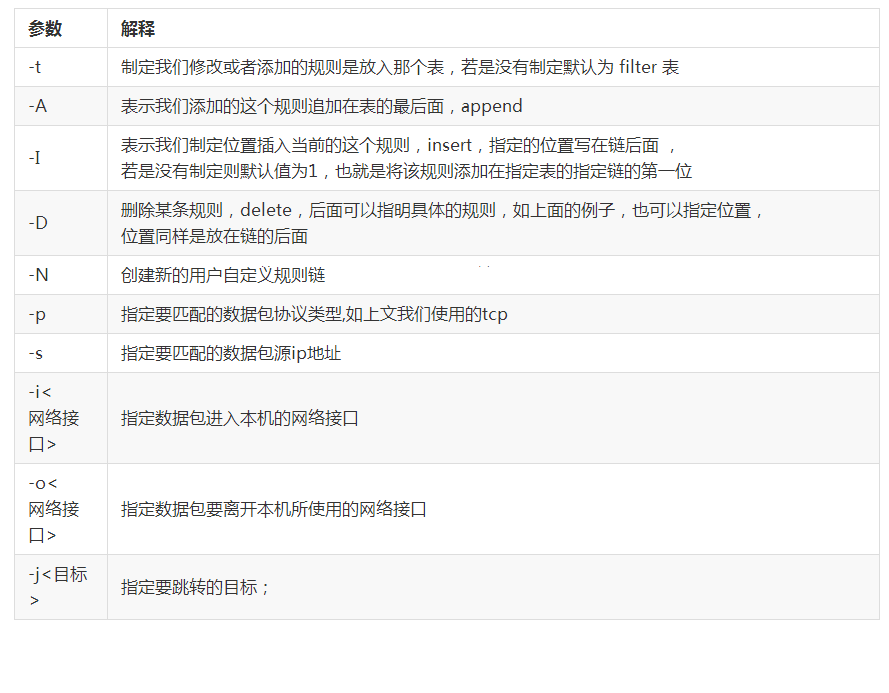 参数 解释
-t 制定我们修改或者添加的规则是放入那个表，若是没有制定默认为 filter 表
-A 表示我们添加的这个规则追加在表的最后面，append
-I 表示我们制定位置插入当前的这个规则，insert，指定的位置写在链后面 ，
若是没有制定则默认值为1，也就是将该规则添加在指定表的指定链的第一位
-D 删除某条规则，delete，后面可以指明具体的规则，如上面的例子，也可以指定位置，
位置同样是放在链的后面
-N 创建新的用户自定义规则链
-p 指定要匹配的数据包协议类型,如上文我们使用的tcp
-s 指定要匹配的数据包源ip地址
-i<
网络接
口>
指定数据包进入本机的网络接口
-o<
网络接
口>
指定数据包要离开本机所使用的网络接口
-j<目标
>
指定要跳转的目标；